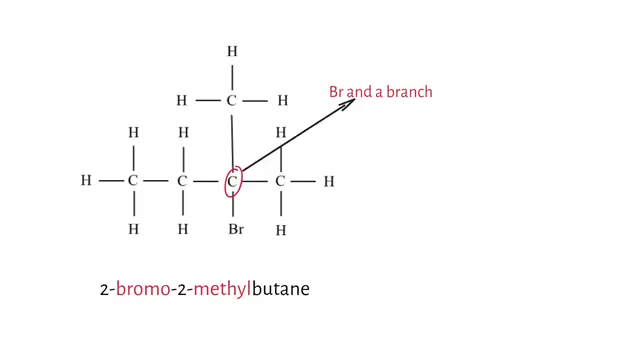 H
H C H
Br and a branch
H H H
H C C C C H
H H Br H
2-bromo-2-methylbutane